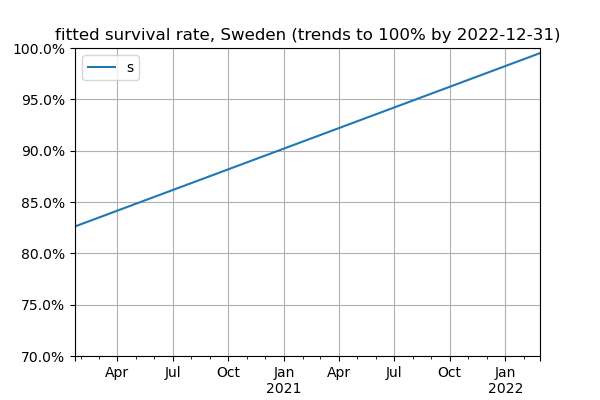 fitted survival rate, Sweden (trends to 100% by 2022-12-31)
100.0%
s
95.0%
90.0%
85.0%
80.0%
75.0%
70.0%
Apr Jul Oct Jan Apr Jul Oct Jan
2021 2022